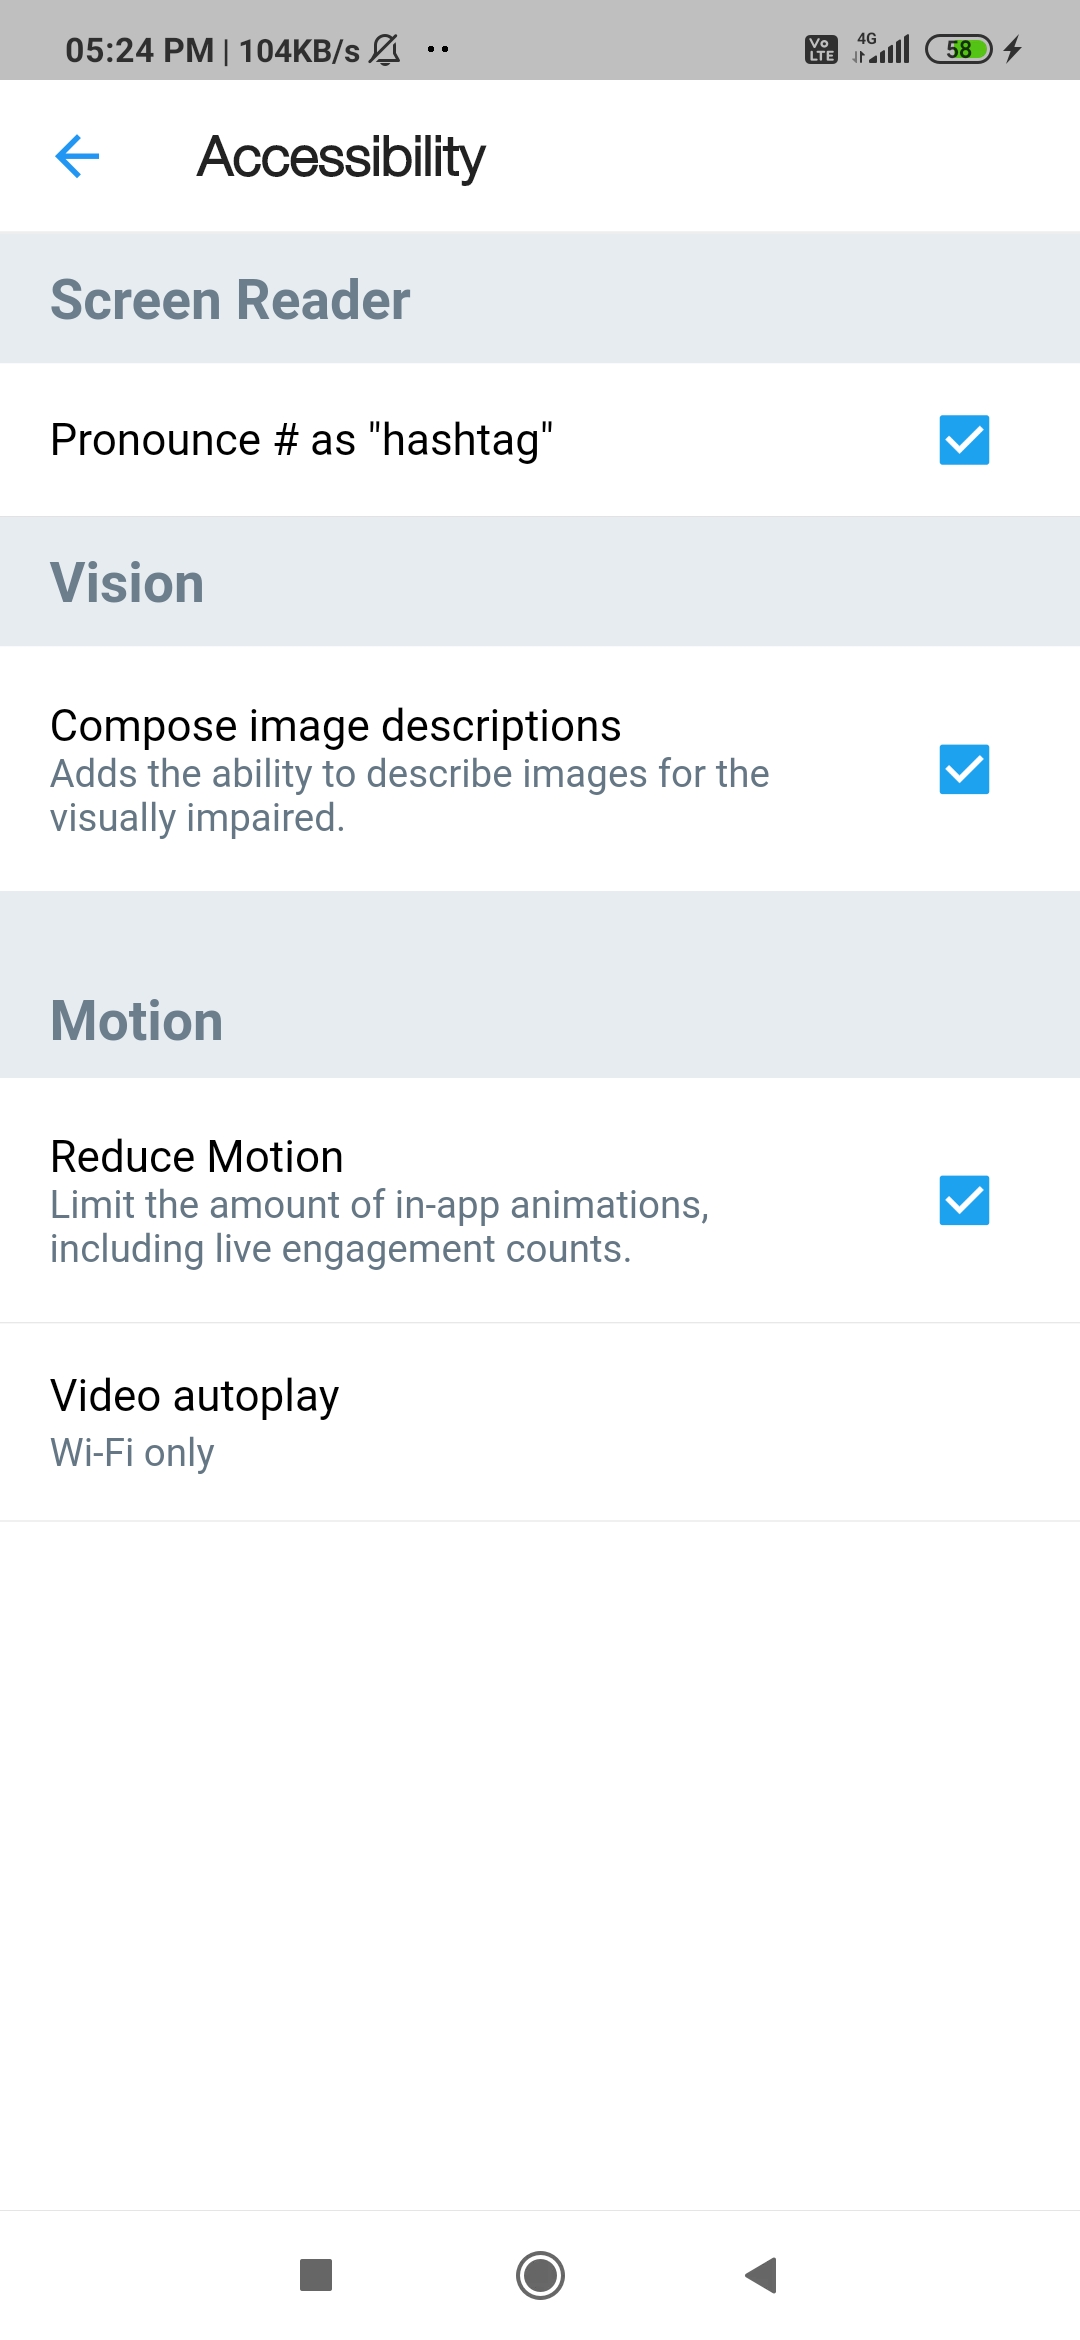 05:24 PM | 104KB/s
Vo LTE 4G 58
Accessibility
Screen Reader
Pronounce # as "hashtag"
Vision
Compose image descriptions
Adds the ability to describe images for the
visually impaired.
Motion
Reduce Motion
Limit the amount of in-app animations,
including live engagement counts.
Video autoplay
Wi-Fi only